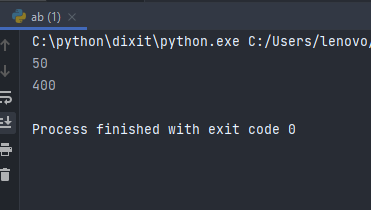 ab (1)
C:\python\dixit\python.exe C:/Users/lenovo/
50
400
Process finished with exit code 0